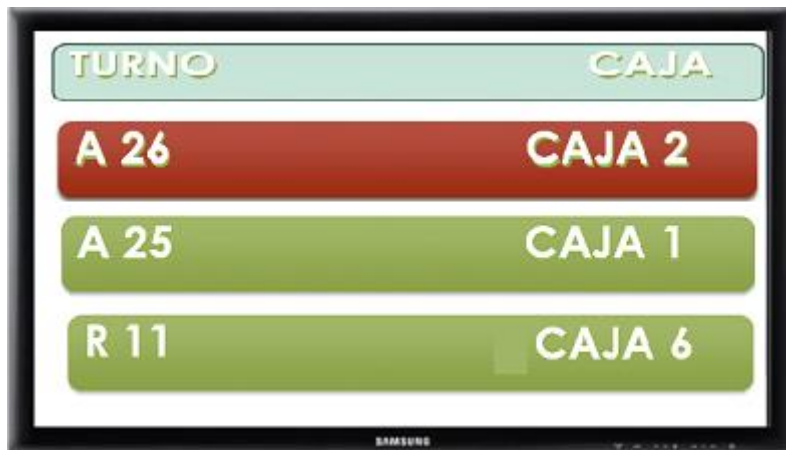 TURNO CAJA
A 26 CAJA 2
A 25 CAJA 1
R 11 CAJA 6
SAMSUNG